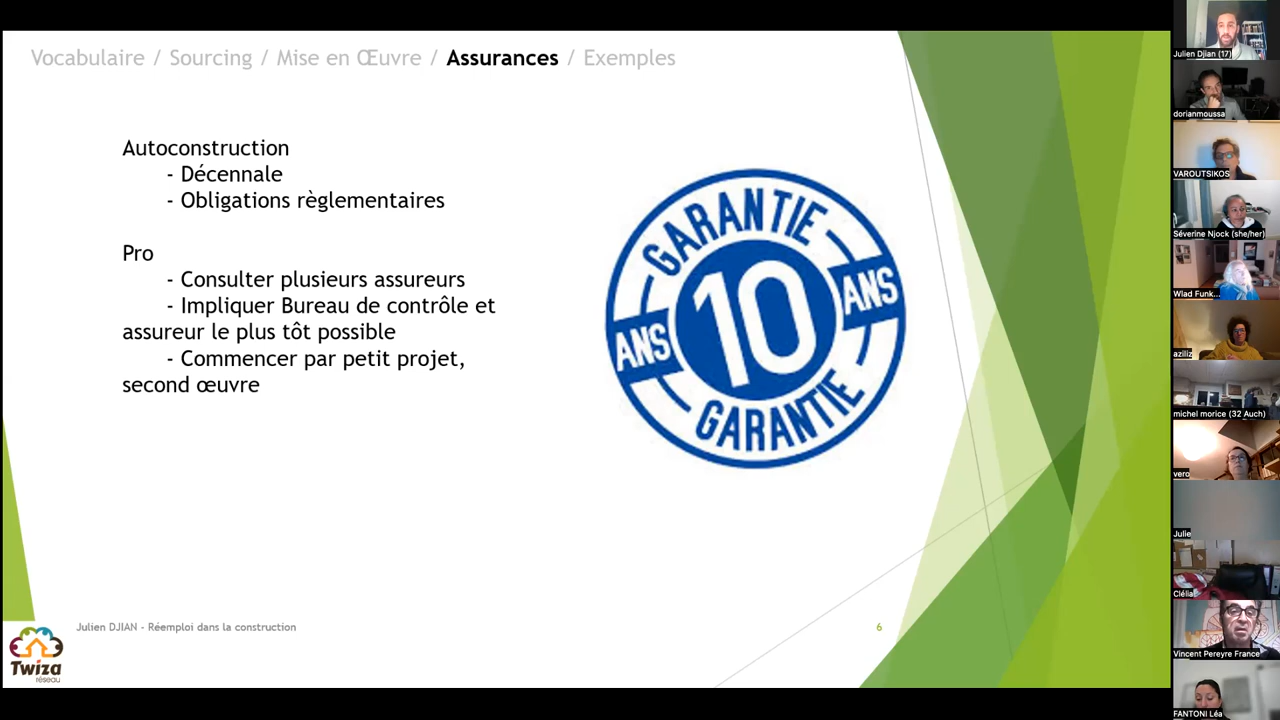 Vocabulaire / Sourcing / Mise en Œuvre / Assurances / Exemples
Autoconstruction
- Décennale
- Obligations règlementaires
Pro
- Consulter plusieurs assureurs
- Impliquer Bureau de contrôle et
assureur le plus tôt possible
- Commencer par petit projet,
second œuvre
GARANTIE
ANS
10
ANS
GARANTIE
Julien DJIAN - Réemploi dans la construction
6
Twiza
réseau
Julien Djian (17)
dorianmoussa
VAROUTSIKOS
Séverine Njock (she/her)
Wlad Funk...
aziliz
michel morice (32 Auch)
vero
Julie
Clélia
Vincent Pereyre France
FANTONI Léa